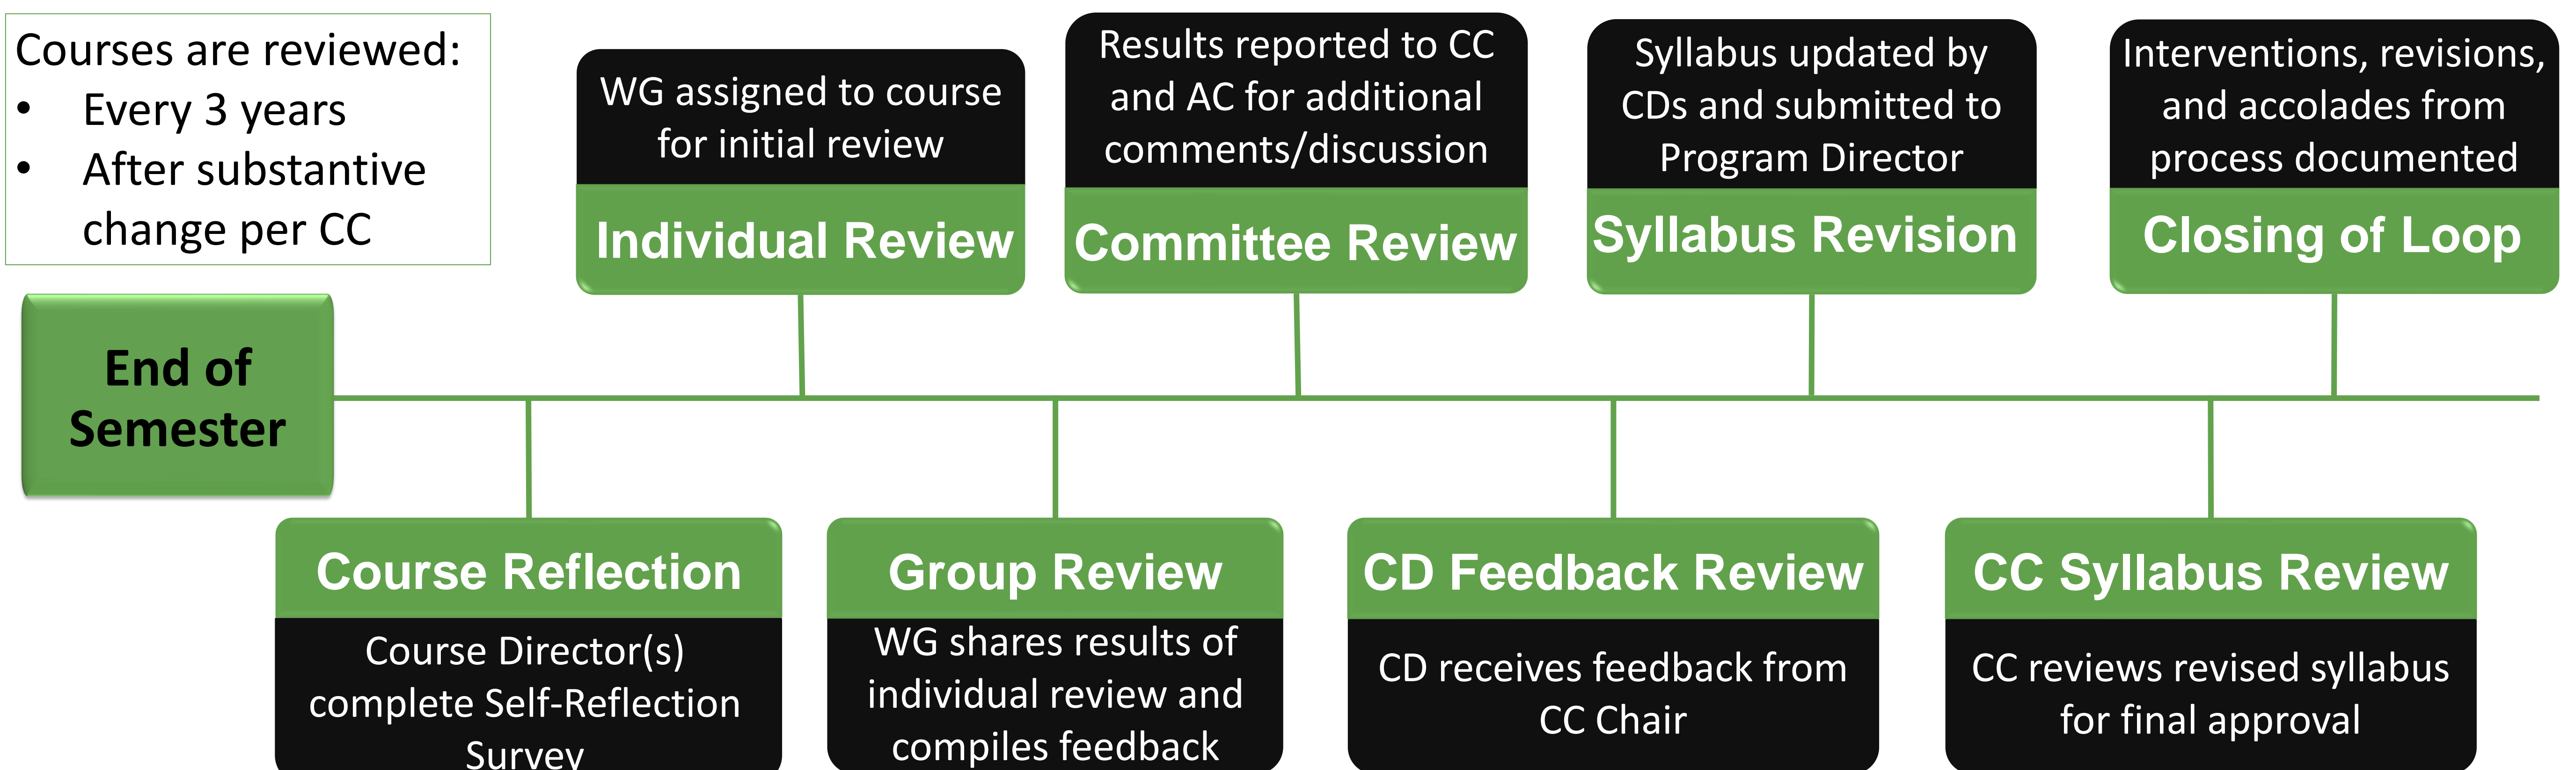 Courses are reviewed:
• Every 3 years
• After substantive
change per CC
End of
Semester
Course Reflection
Course Director(s)
complete Self-Reflection
Survey
WG assigned to course
for initial review
Individual Review
Group Review
WG shares results of
individual review and
compiles feedback
Results reported to CC
and AC for additional
comments/discussion
Committee Review
CD Feedback Review
CD receives feedback from
CC Chair
Syllabus updated by
CDs and submitted to
Program Director
Syllabus Revision
CC Syllabus Review
CC reviews revised syllabus
for final approval
Interventions, revisions,
and accolades from
process documented
Closing of Loop